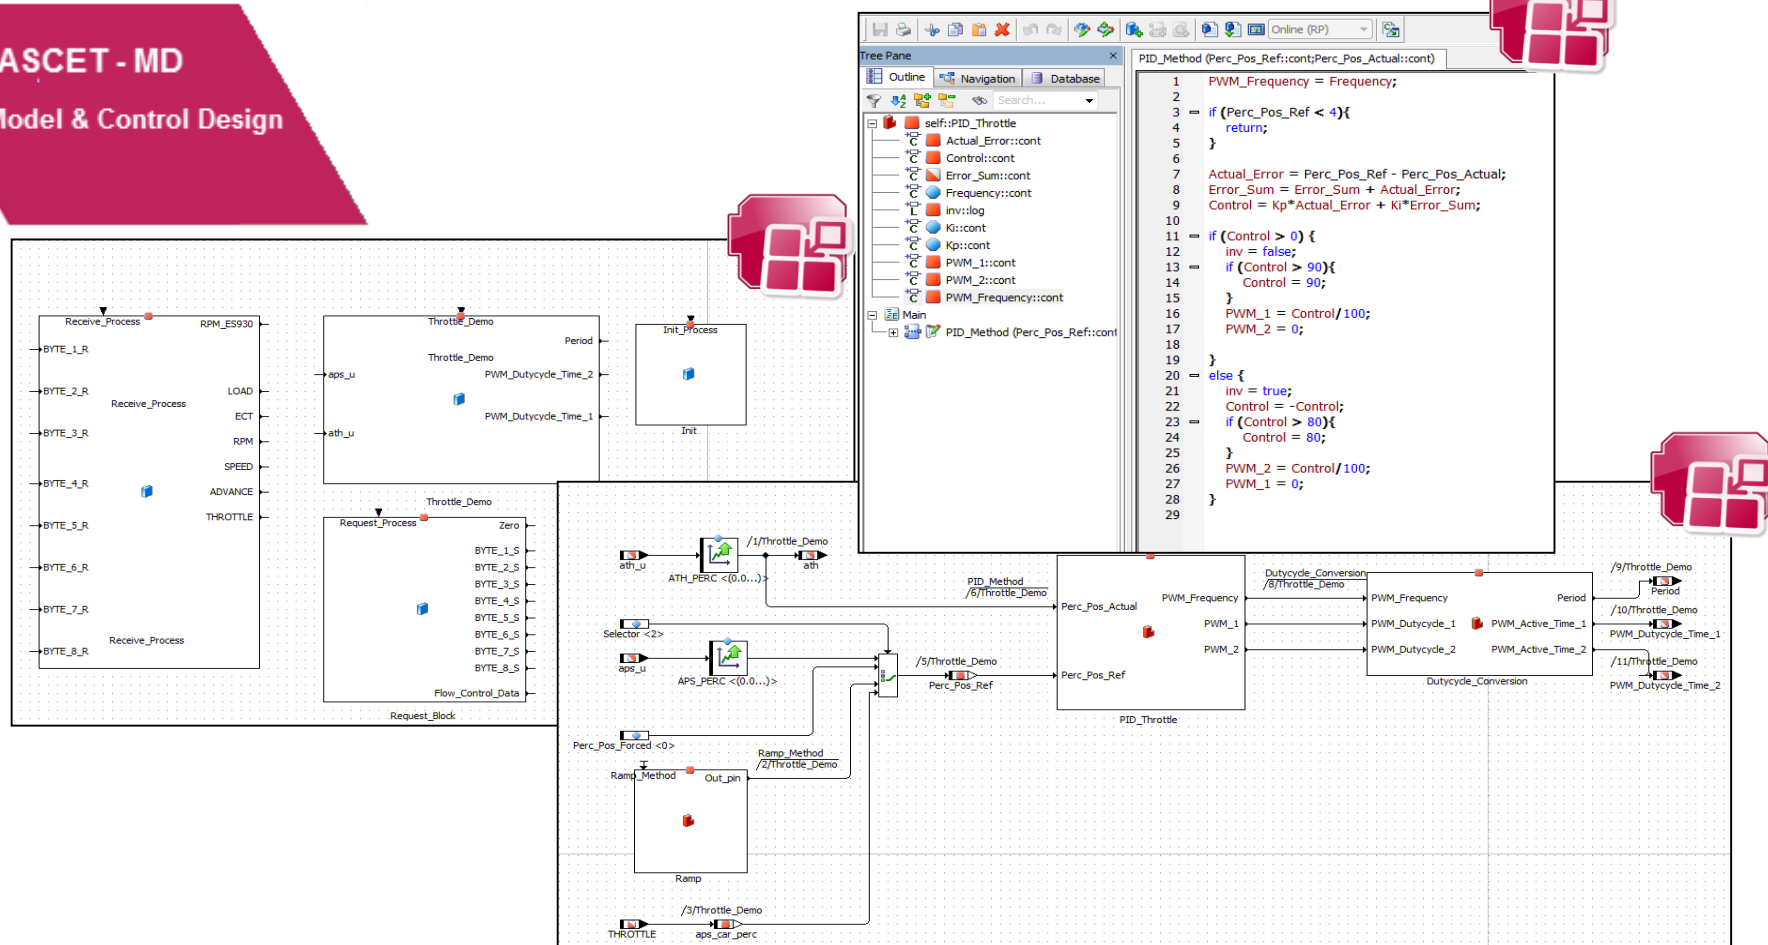 ASCET - MD
Model & Control Design
Receive_Process
RPM_ES930
BYTE_1_R
BYTE_2_R
LOAD
Receive_Process
ECT
BYTE_3_R
RPM
SPEED
BYTE_4_R
ADVANCE
THROTTLE
BYTE_5_R
BYTE_6_R
BYTE_7_R
Receive_Process
BYTE_8_R
Throttle_Demo
Period
Throttle_Demo
aps_u
PWM_Dutycycle_Time_2
PWM_Dutycycle_Time_1
ath_u
Throttle_Demo
Init_Process
Init
Request_Process
Zero
BYTE_1_S
BYTE_2_S
BYTE_3_S
BYTE_4_S
BYTE_5_S
BYTE_6_S
BYTE_7_S
BYTE_8_S
Flow_Control_Data
Request_Block
Online (RP)
Tree Pane
Outline
Navigation
Database
Search...
self::PID_Throttle
Actual_Error::cont
Control::cont
Error_Sum::cont
Frequency::cont
inv::log
Ki::cont
Kp::cont
PWM_1::cont
PWM_2::cont
PWM_Frequency::cont
Main
PID_Method (Perc_Pos_Ref::cont
PID_Method (Perc_Pos_Ref::cont;Perc_Pos_Actual::cont)
1 PWM_Frequency = Frequency;
2
3 if (Perc_Pos_Ref < 4){
4 return;
5 }
6
7 Actual_Error = Perc_Pos_Ref - Perc_Pos_Actual;
8 Error_Sum = Error_Sum + Actual_Error;
9 Control = Kp*Actual_Error + Ki*Error_Sum;
10
11 if (Control > 0) {
12 inv = false;
13 if (Control > 90){
14 Control = 90;
15 }
16 PWM_1 = Control/100;
17 PWM_2 = 0;
18
19 }
20 else {
21 inv = true;
22 Control = -Control;
23 if (Control > 80){
24 Control = 80;
25 }
26 PWM_2 = Control/100;
27 PWM_1 = 0;
28 }
29
/1/Throttle_Demo
ath_u
ath
ATH_PERC <(0.0...)>
Selector <2>
aps_u
APS_PERC <(0.0...)>
Perc_Pos_Forced <0>
Ramp_Method
/2/Throttle_Demo
Ramp_Method
Out_pin
Ramp
/3/Throttle_Demo
THROTTLE
aps_car_perc
/5/Throttle_Demo
Perc_Pos_Ref
PID_Method
/6/Throttle_Demo
Perc_Pos_Actual
PWM_Frequency
PWM_1
PWM_2
Perc_Pos_Ref
PID_Throttle
Dutycycle_Conversion
/8/Throttle_Demo
PWM_Frequency
Period
PWM_Dutycycle_1
PWM_Active_Time_1
PWM_Dutycycle_2
PWM_Active_Time_2
Dutycycle_Conversion
/9/Throttle_Demo
Period
/10/Throttle_Demo
PWM_Dutycycle_Time_1
/11/Throttle_Demo
PWM_Dutycycle_Time_2